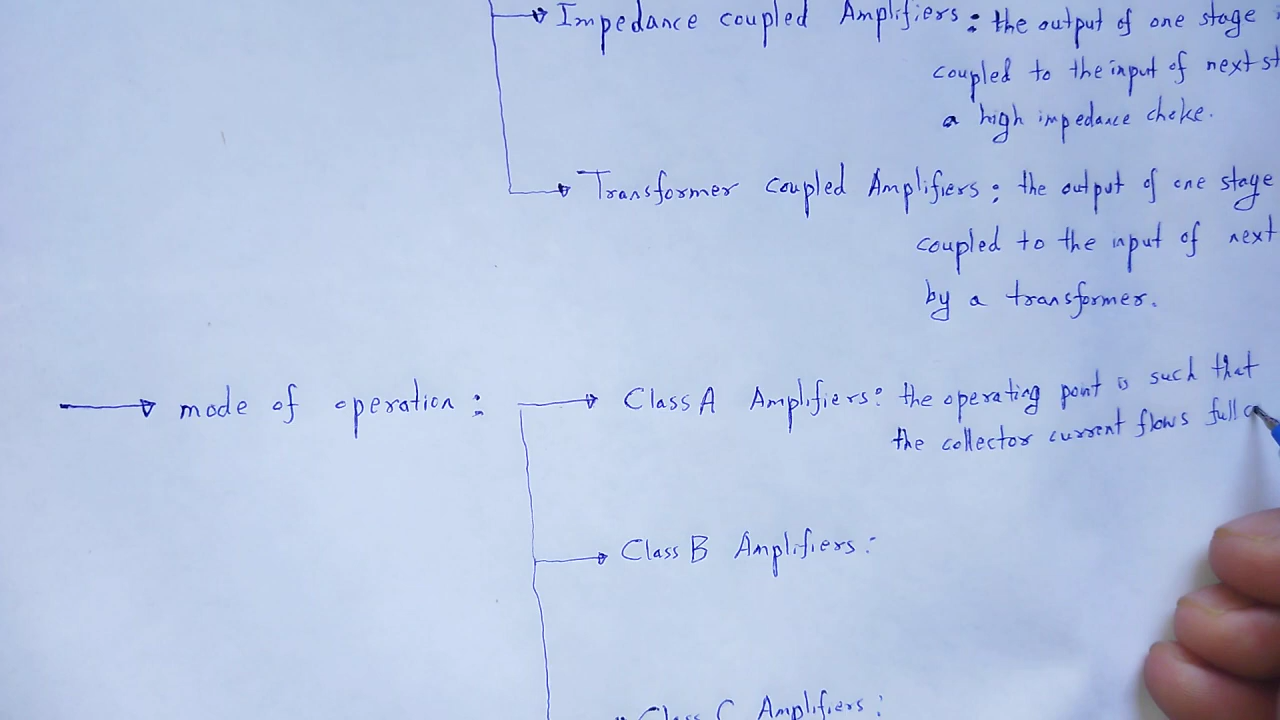 Impedance coupled Amplifiers : the output of one stage
coupled to the input of next st
a high impedance choke.
Transformer coupled Amplifiers : the output of one stage
coupled to the input of next
by a transformer.
mode of operation : Class A Amplifiers : the operating point is such that
the collector current flows full
Class B Amplifiers :
Class C Amplifiers :